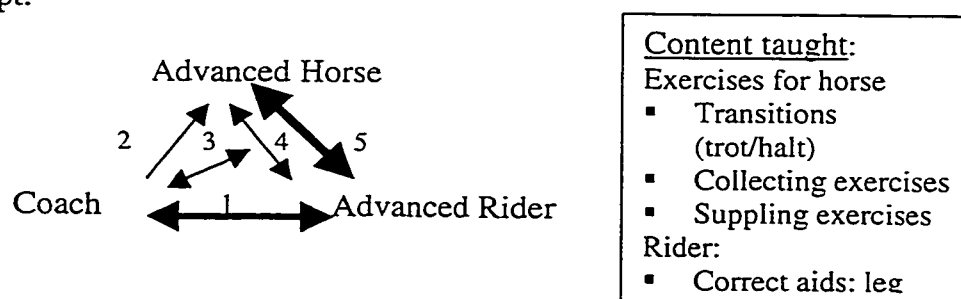 pt.
Advanced Horse
2 3 4 5
Coach 1 Advanced Rider
Content taught:
Exercises for horse
▪ Transitions
(trot/halt)
▪ Collecting exercises
▪ Suppling exercises
Rider:
▪ Correct aids: leg